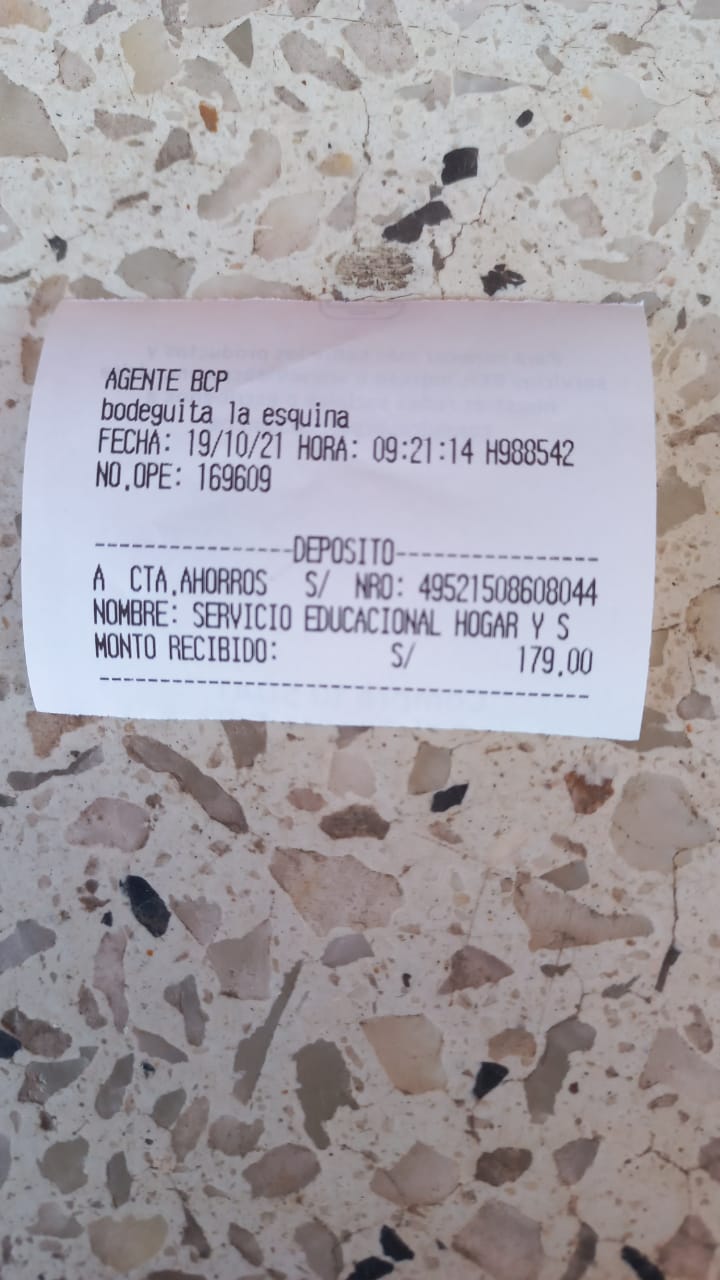 AGENTE BCP
bodeguita la esquina
FECHA: 19/10/21 HORA: 09:21:14 H988542
NO.OPE: 169609
----------------DEPOSITO----------------
A CTA.AHORROS S/ NRO: 49521508608044
NOMBRE: SERVICIO EDUCACIONAL HOGAR Y S
MONTO RECIBIDO: S/ 179.00
----------------------------------------